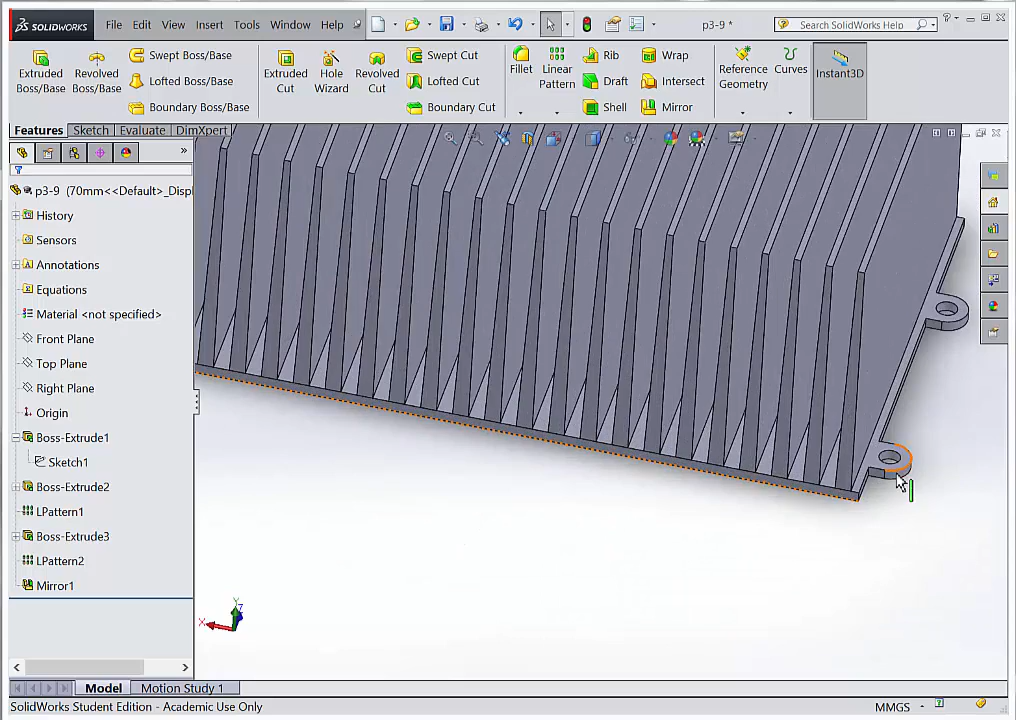 SOLIDWORKS File Edit View Insert Tools Window Help p3-9 * Search SolidWorks Help
Extruded Boss/Base
Revolved Boss/Base
Swept Boss/Base
Lofted Boss/Base
Boundary Boss/Base
Extruded Cut
Hole Wizard
Revolved Cut
Swept Cut
Lofted Cut
Boundary Cut
Fillet
Linear Pattern
Rib
Draft
Shell
Wrap
Intersect
Mirror
Reference Geometry
Curves
Instant3D
Features Sketch Evaluate DimXpert
p3-9 (70mm<<Default>_Displ
History
Sensors
Annotations
Equations
Material <not specified>
Front Plane
Top Plane
Right Plane
Origin
Boss-Extrude1
Sketch1
Boss-Extrude2
LPattern1
Boss-Extrude3
LPattern2
Mirror1
Y
Z
X
Model Motion Study 1
SolidWorks Student Edition - Academic Use Only MMGS